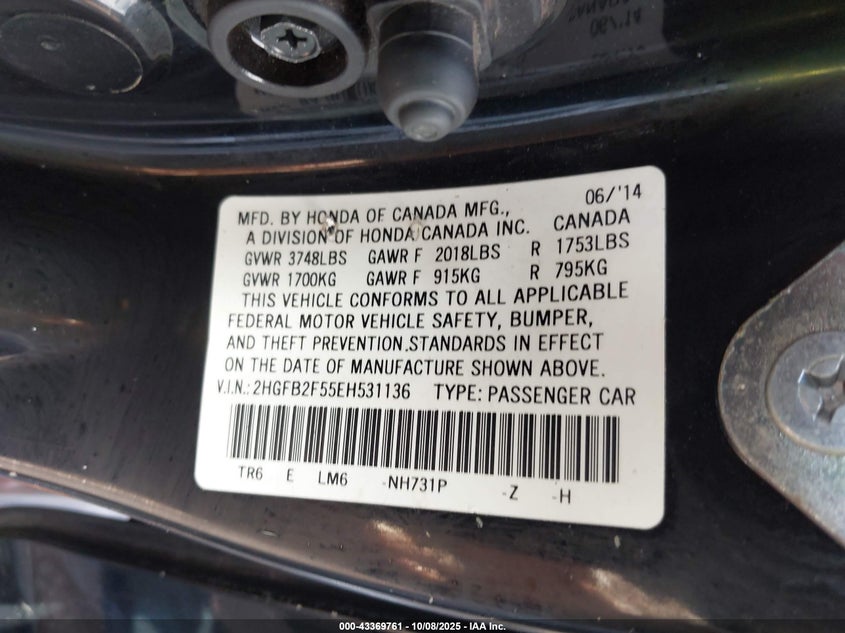 06/'14
MFD. BY HONDA OF CANADA MFG.,
A DIVISION OF HONDA CANADA INC. CANADA
GVWR 3748LBS GAWR F 2018LBS R 1753LBS
GVWR 1700KG GAWR F 915KG R 795KG
THIS VEHICLE CONFORMS TO ALL APPLICABLE
FEDERAL MOTOR VEHICLE SAFETY, BUMPER,
AND THEFT PREVENTION STANDARDS IN EFFECT
ON THE DATE OF MANUFACTURE SHOWN ABOVE.
V.I.N.: 2HGFB2F55EH531136 TYPE: PASSENGER CAR
TR6 E LM6 -NH731P -Z -H
000-43369761 - 10/08/2025 - IAA Inc.